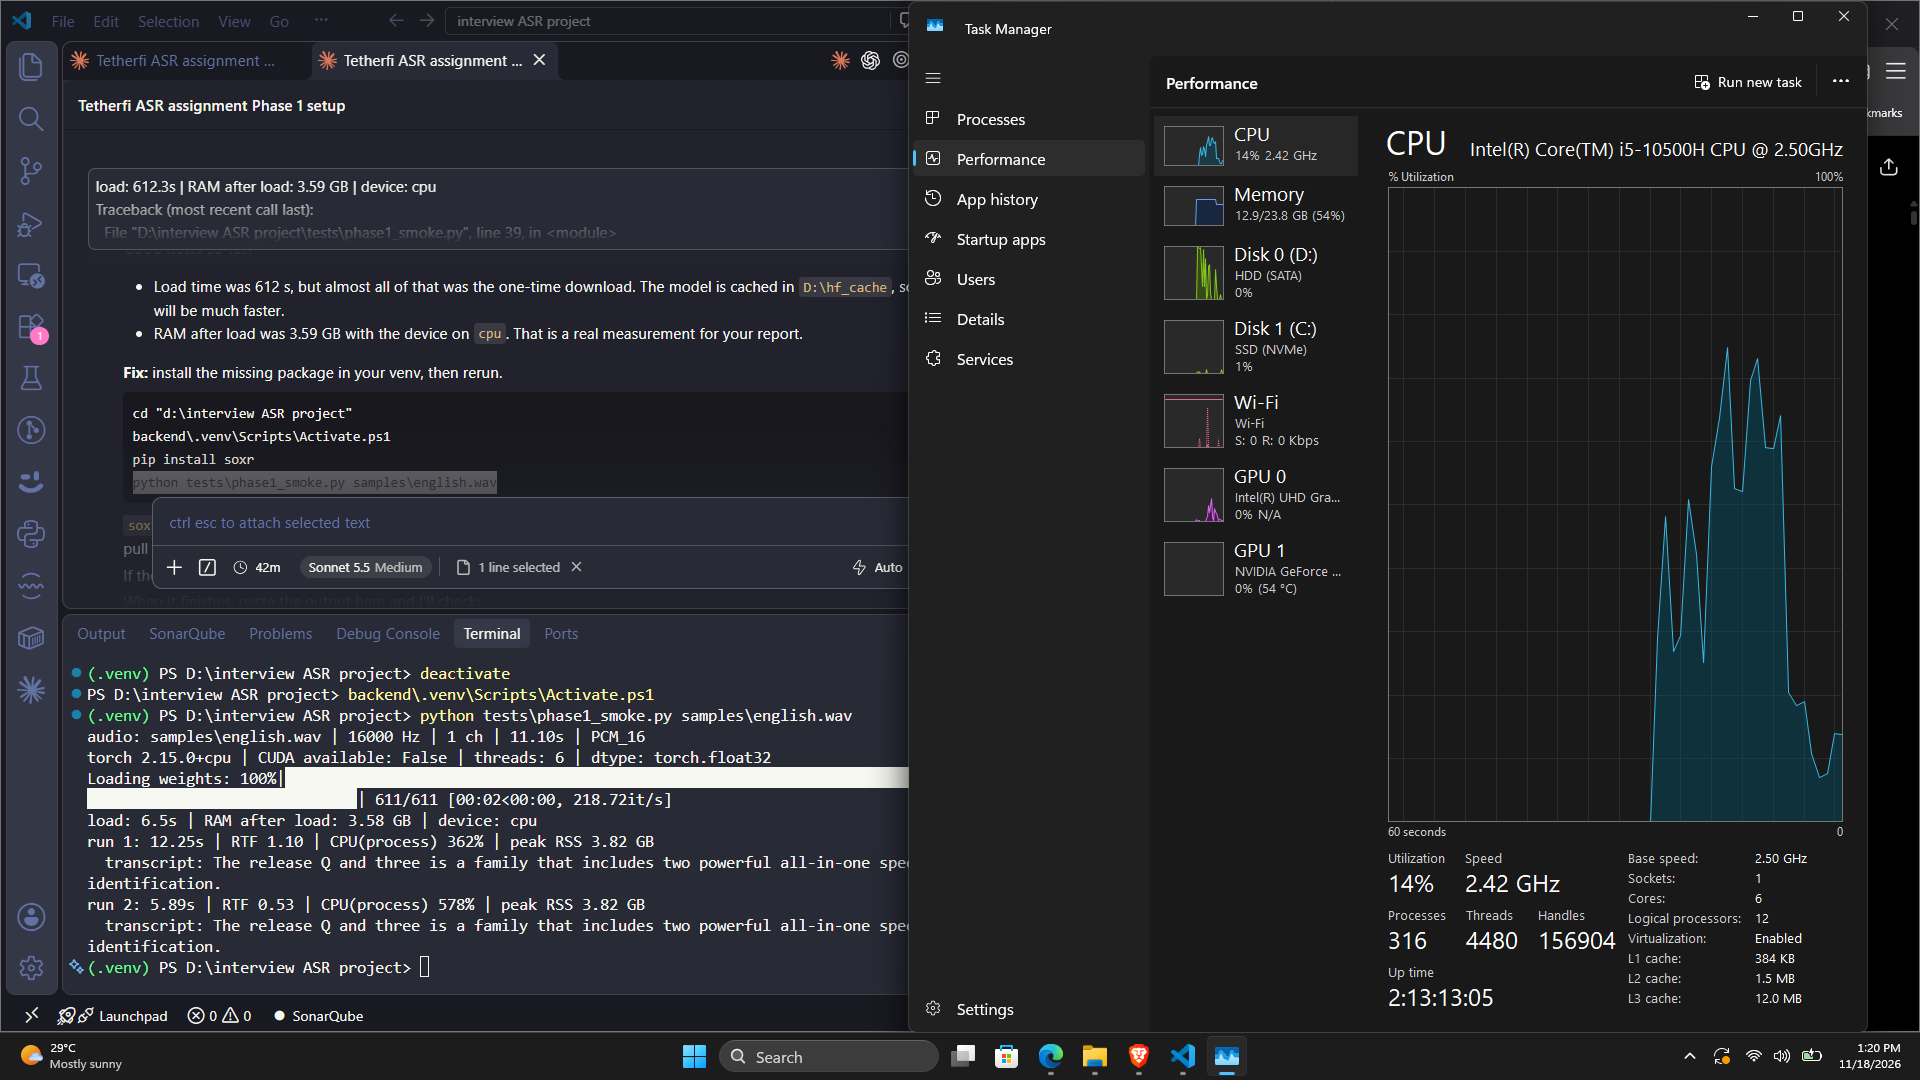 File Edit Selection View Go ...
interview ASR project
Tetherfi ASR assignment ...
Tetherfi ASR assignment ...
Tetherfi ASR assignment Phase 1 setup
load: 612.3s | RAM after load: 3.59 GB | device: cpu
Traceback (most recent call last):
File "D:\interview ASR project\tests\phase1_smoke.py", line 39, in <module>
Load time was 612 s, but almost all of that was the one-time download. The model is cached in D:\hf_cache,
will be much faster.
RAM after load was 3.59 GB with the device on cpu. That is a real measurement for your report.
Fix: install the missing package in your venv, then rerun.
cd "d:\interview ASR project"
backend\.venv\Scripts\Activate.ps1
pip install soxr
python tests\phase1_smoke.py samples\english.wav
pull
ctrl esc to attach selected text
42m
Sonnet 5.5 Medium
1 line selected
Auto
When it finishes, paste the output here and I'll check:
1
Output SonarQube Problems Debug Console Terminal Ports
(.venv) PS D:\interview ASR project> deactivate
PS D:\interview ASR project> backend\.venv\Scripts\Activate.ps1
(.venv) PS D:\interview ASR project> python tests\phase1_smoke.py samples\english.wav
audio: samples\english.wav | 16000 Hz | 1 ch | 11.10s | PCM_16
torch 2.15.0+cpu | CUDA available: False | threads: 6 | dtype: torch.float32
Loading weights: 100%|
| 611/611 [00:02<00:00, 218.72it/s]
load: 6.5s | RAM after load: 3.58 GB | device: cpu
run 1: 12.25s | RTF 1.10 | CPU(process) 362% | peak RSS 3.82 GB
transcript: The release Q and three is a family that includes two powerful all-in-one
identification.
run 2: 5.89s | RTF 0.53 | CPU(process) 578% | peak RSS 3.82 GB
transcript: The release Q and three is a family that includes two powerful all-in-one
identification.
(.venv) PS D:\interview ASR project>
Launchpad
0 0
SonarQube
Task Manager
Processes
Performance
App history
Startup apps
Users
Details
Services
Settings
Performance
Run new task
CPU
14% 2.42 GHz
Memory
12.9/23.8 GB (54%)
Disk 0 (D:)
HDD (SATA)
0%
Disk 1 (C:)
SSD (NVMe)
1%
Wi-Fi
Wi-Fi
S: 0 R: 0 Kbps
GPU 0
Intel(R) UHD Gra...
0% N/A
GPU 1
NVIDIA GeForce ...
0% (54 °C)
CPU
Intel(R) Core(TM) i5-10500H CPU @ 2.50GHz
% Utilization 100%
60 seconds 0
Utilization Speed
14% 2.42 GHz
Processes Threads Handles
316 4480 156904
Up time
2:13:13:05
Base speed: 2.50 GHz
Sockets: 1
Cores: 6
Logical processors: 12
Virtualization: Enabled
L1 cache: 384 KB
L2 cache: 1.5 MB
L3 cache: 12.0 MB
29°C
Mostly sunny
Search
1:20 PM
11/18/2026